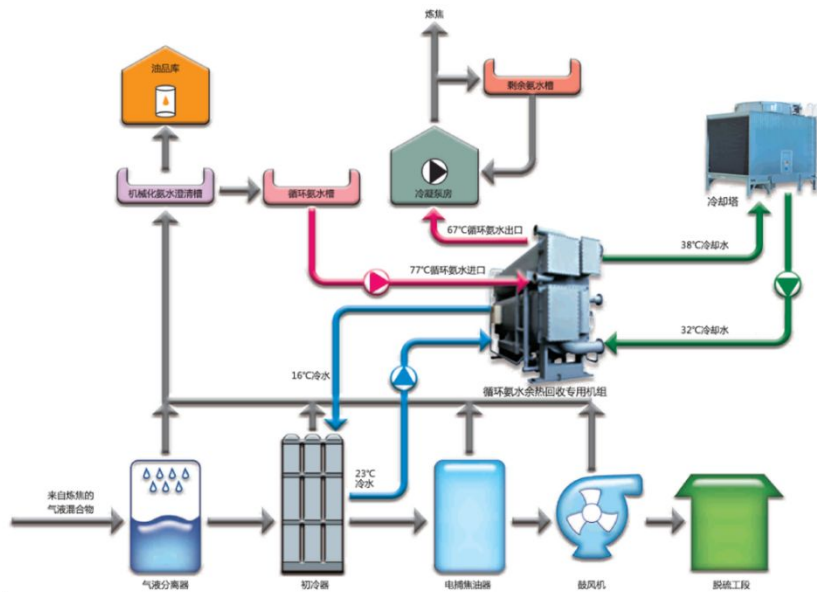 炼焦
油品库
剩余氨水槽
机械化氨水澄清槽
循环氨水槽
冷凝泵房
冷却塔
67℃循环氨水出口
38℃冷却水
77℃循环氨水进口
32℃冷却水
16℃冷水
循环氨水余热回收专用机组
23℃
冷水
来自炼焦的
气液混合物
气液分离器
初冷器
电捕焦油器
鼓风机
脱硫工段